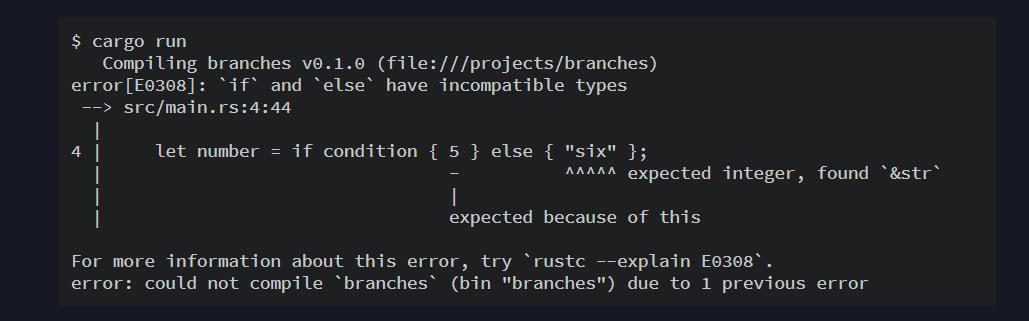 $ cargo run
   Compiling branches v0.1.0 (file:///projects/branches)
error[E0308]: `if` and `else` have incompatible types
 --> src/main.rs:4:44
  |
4 |     let number = if condition { 5 } else { "six" };
  |                                 -          ^^^^^ expected integer, found `&str`
  |                                 |
  |                                 expected because of this

For more information about this error, try `rustc --explain E0308`.
error: could not compile `branches` (bin "branches") due to 1 previous error